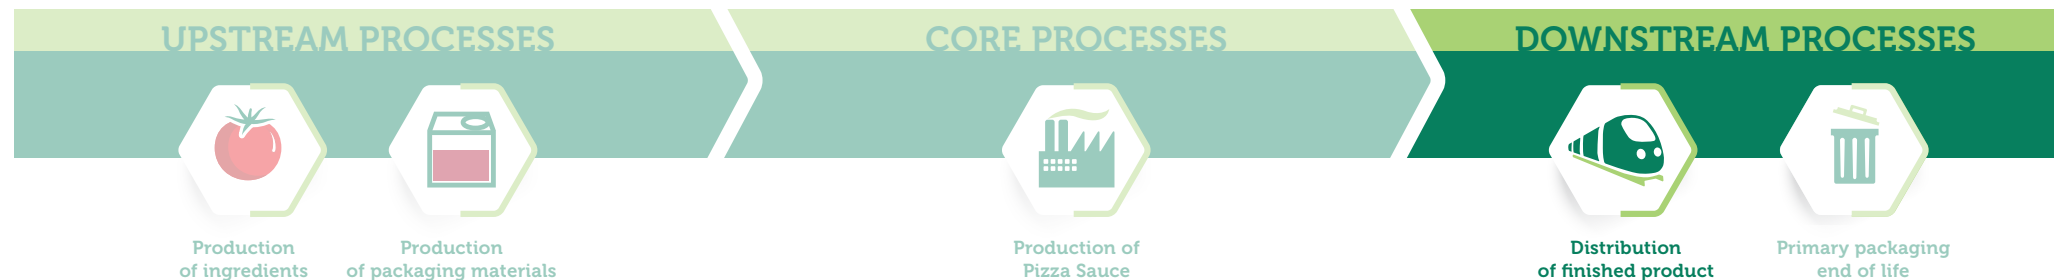 UPSTREAM PROCESSES
CORE PROCESSES
DOWNSTREAM PROCESSES
Production
of ingredients
Production
of packaging materials
Production of
Pizza Sauce
Distribution
of finished product
Primary packaging
end of life